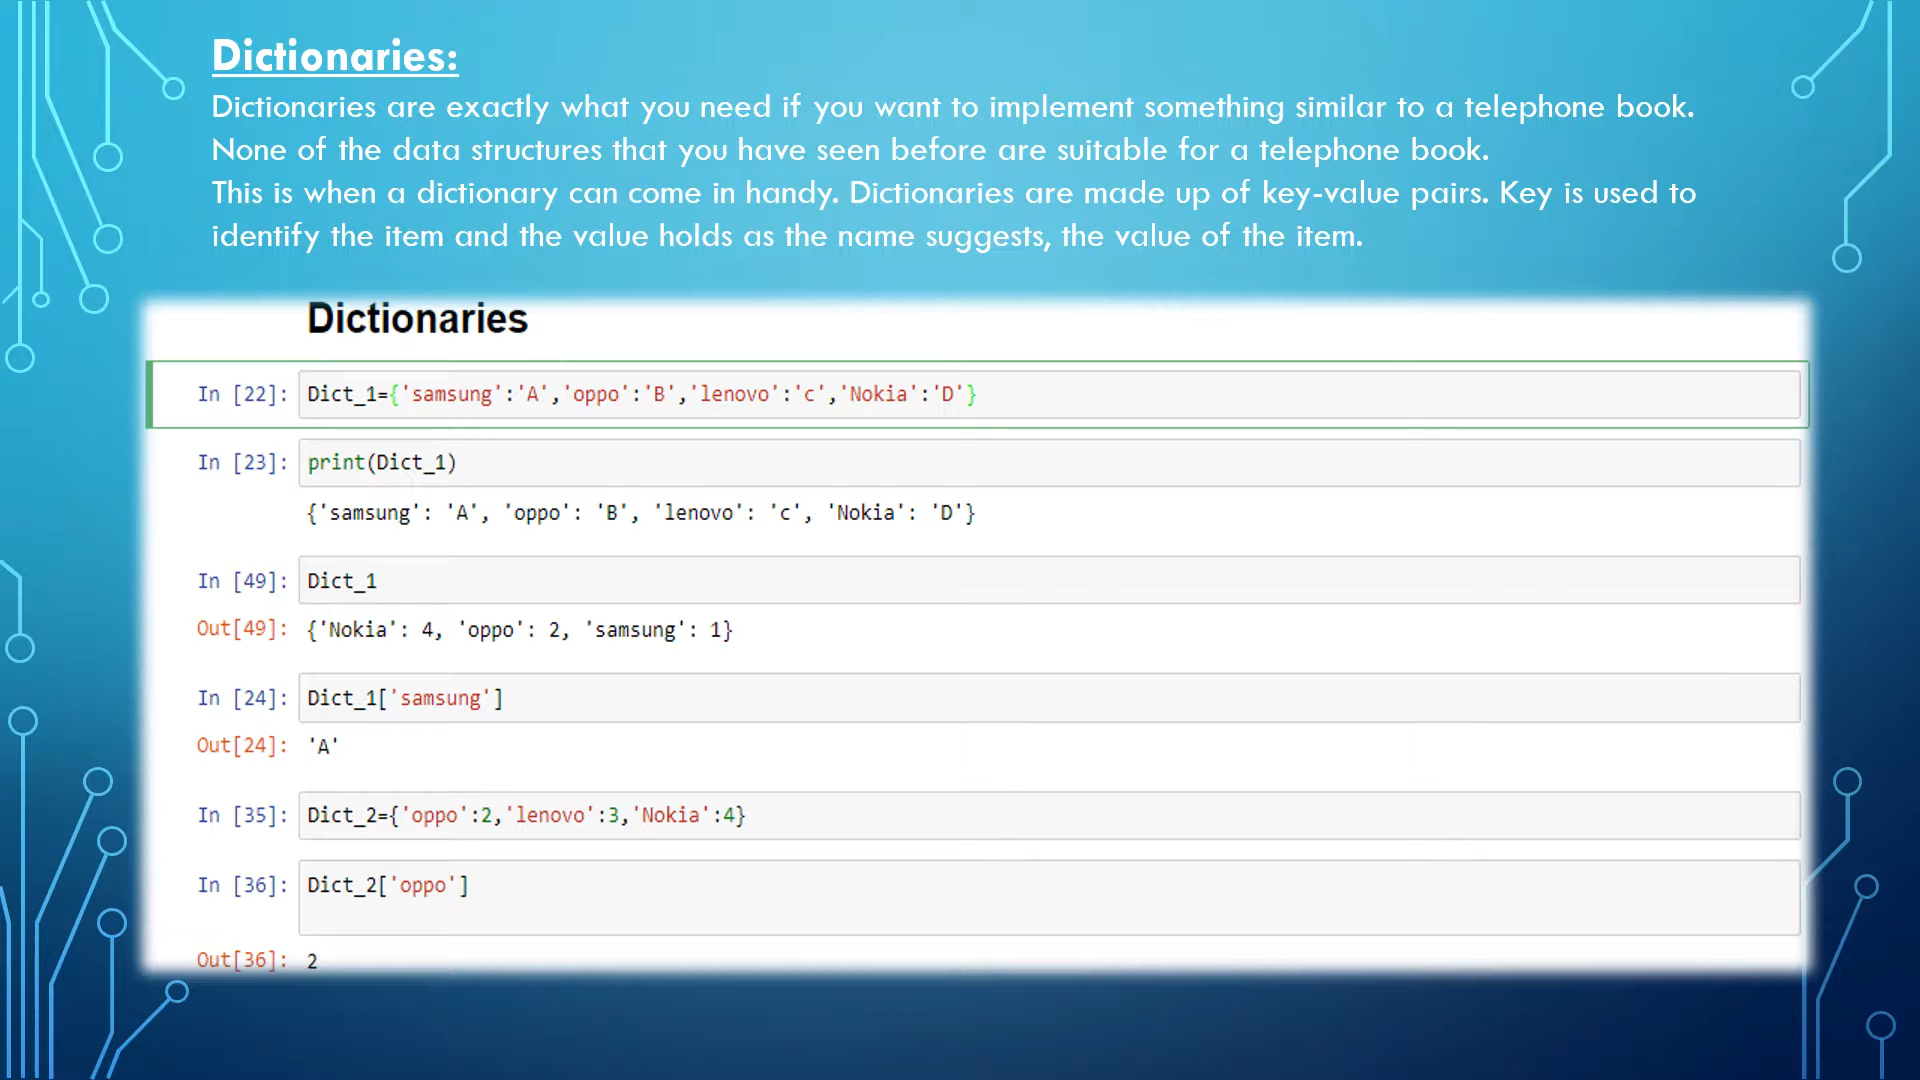 Dictionaries:
Dictionaries are exactly what you need if you want to implement something similar to a telephone book.
None of the data structures that you have seen before are suitable for a telephone book.
This is when a dictionary can come in handy. Dictionaries are made up of key-value pairs. Key is used to
identify the item and the value holds as the name suggests, the value of the item.
Dictionaries
In [22]: Dict_1={'samsung':'A','oppo':'B','lenovo':'c','Nokia':'D'}
In [23]: print(Dict_1)
{'samsung': 'A', 'oppo': 'B', 'lenovo': 'c', 'Nokia': 'D'}
In [49]: Dict_1
Out[49]: {'Nokia': 4, 'oppo': 2, 'samsung': 1}
In [24]: Dict_1['samsung']
Out[24]: 'A'
In [35]: Dict_2={'oppo':2,'lenovo':3,'Nokia':4}
In [36]: Dict_2['oppo']
Out[36]: 2